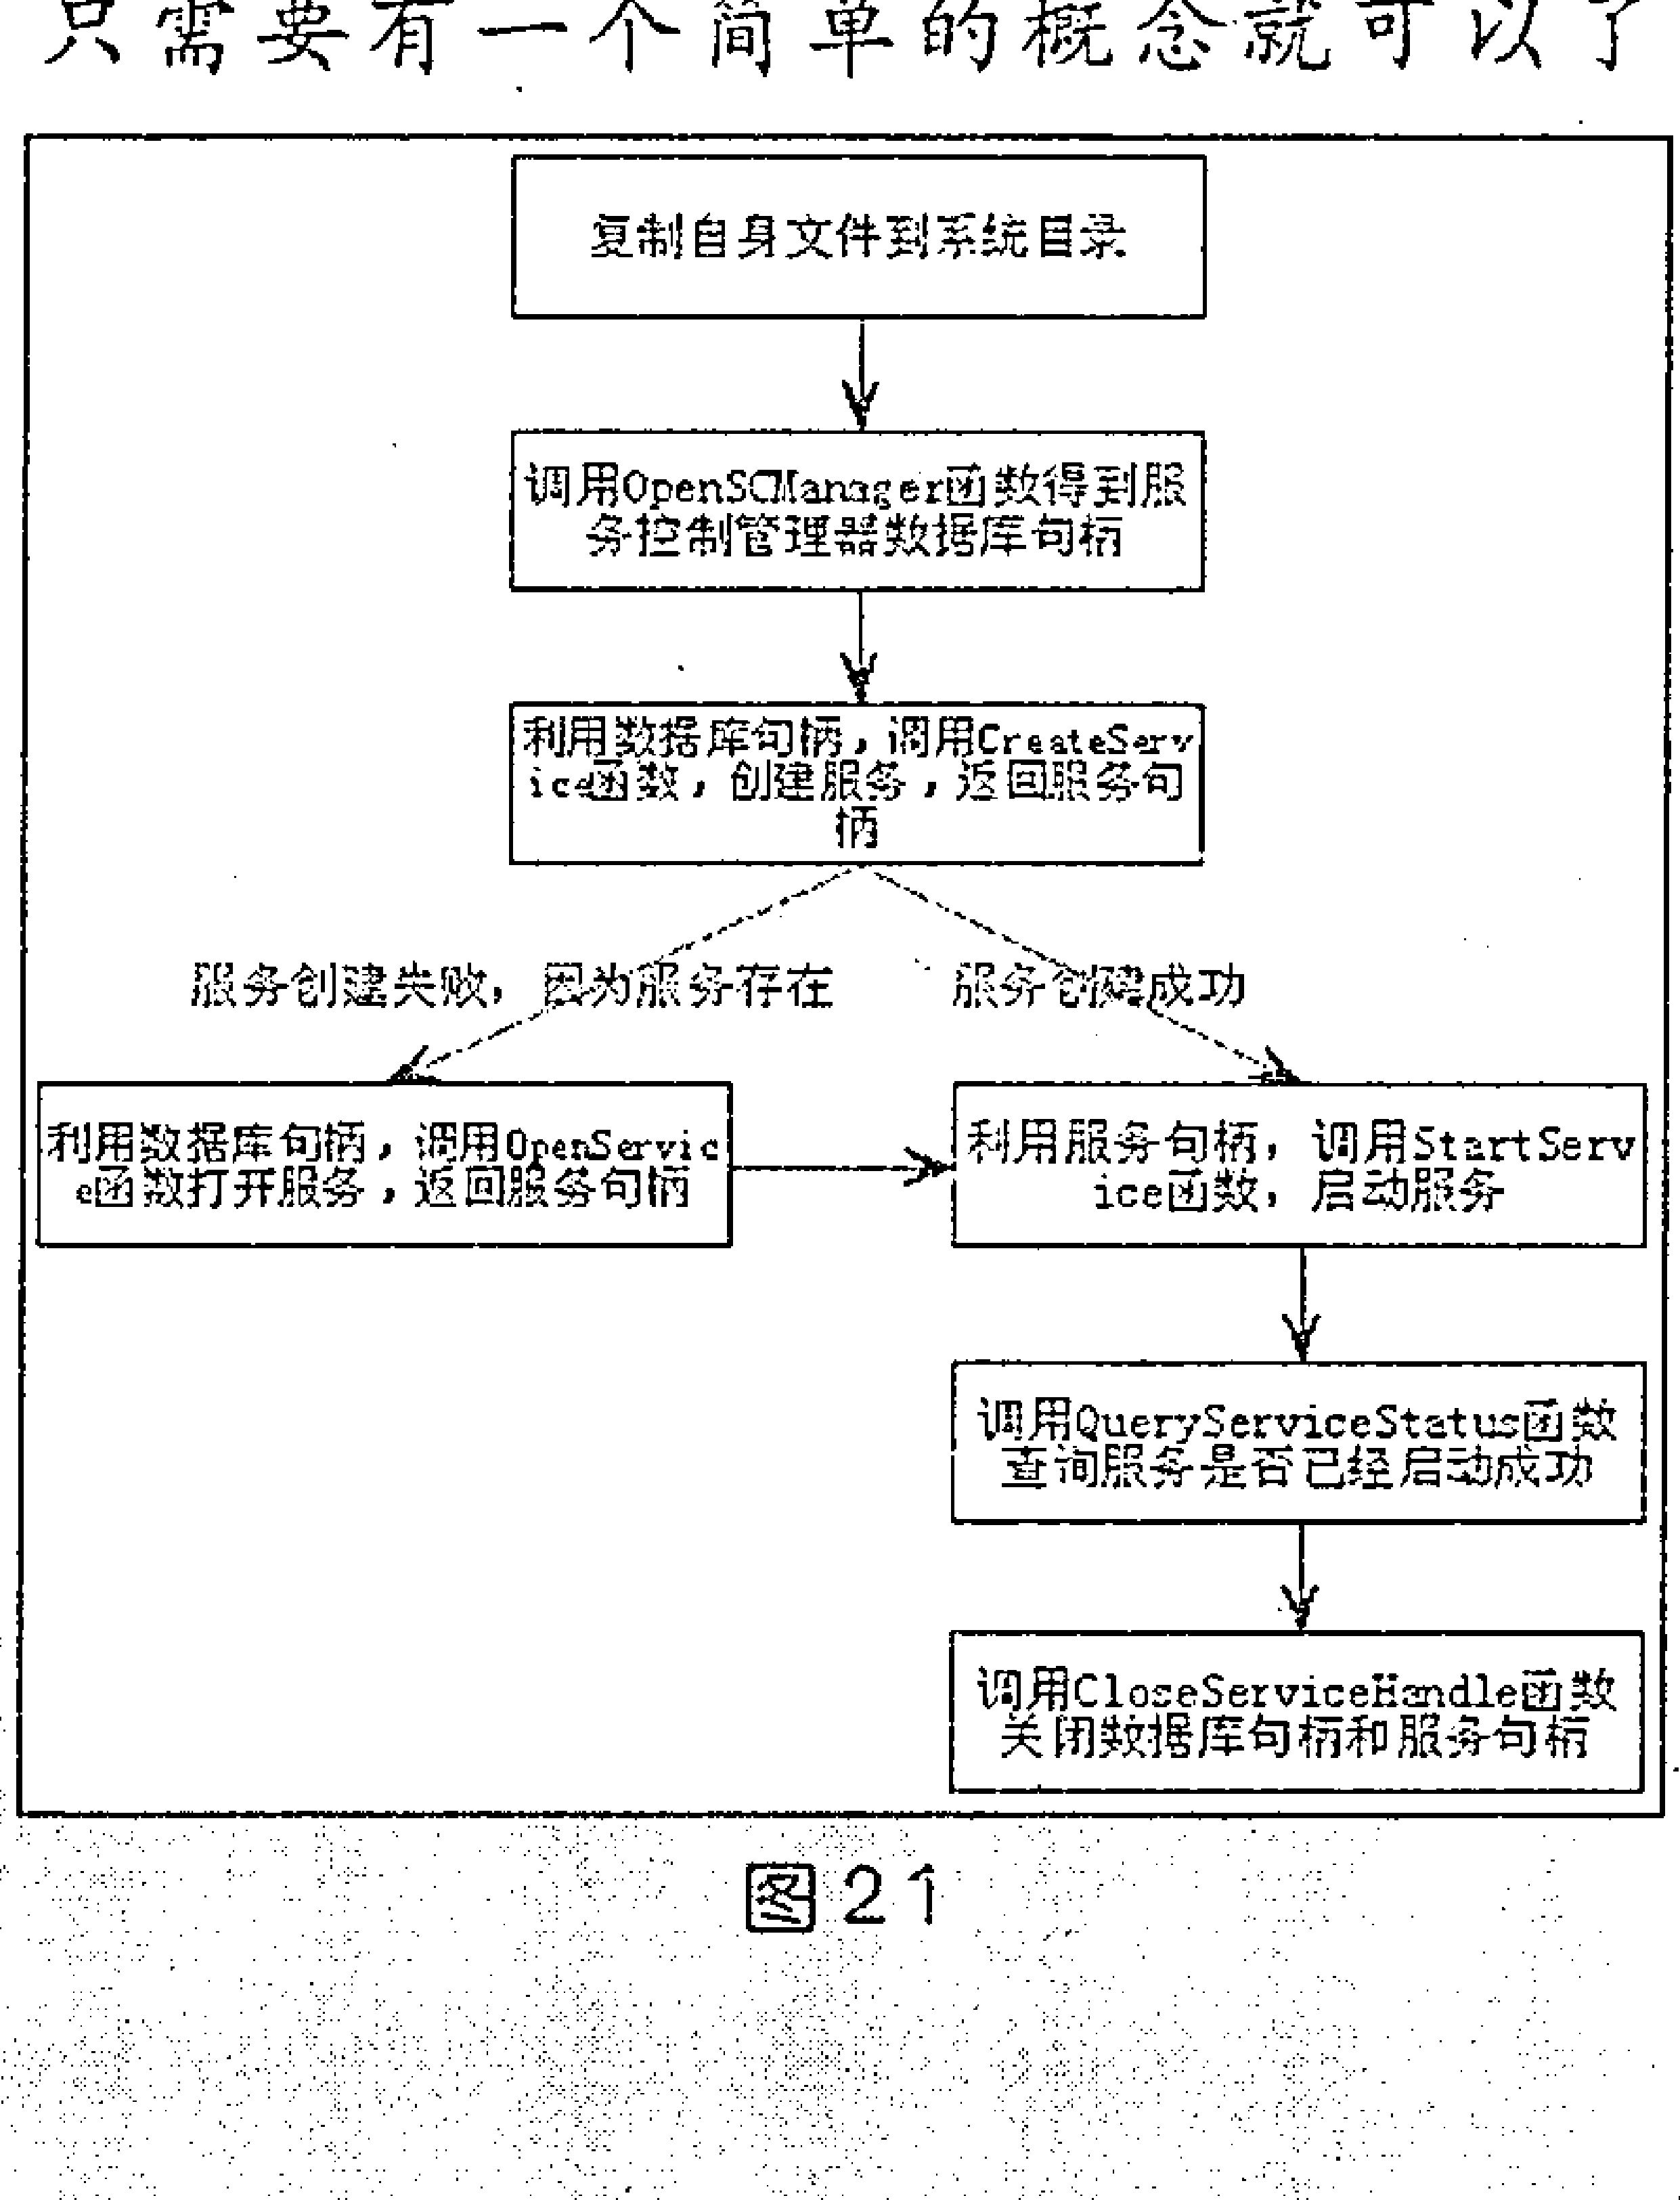 只需要有一个简单的概念就可以了
复制自身文件到系统目录
调用OpenSCManager函数得到服
务控制管理器数据库句柄
利用数据库句柄，调用CreateServ
ice函数，创建服务，返回服务句
柄
服务创建失败，因为服务存在
服务创建成功
利用数据库句柄，调用OpenServic
e函数打开服务，返回服务句柄
利用服务句柄，调用StartServ
ice函数，启动服务
调用QueryServiceStatus函数
查询服务是否已经启动成功
调用CloseServiceHandle函数
关闭数据库句柄和服务句柄
图21